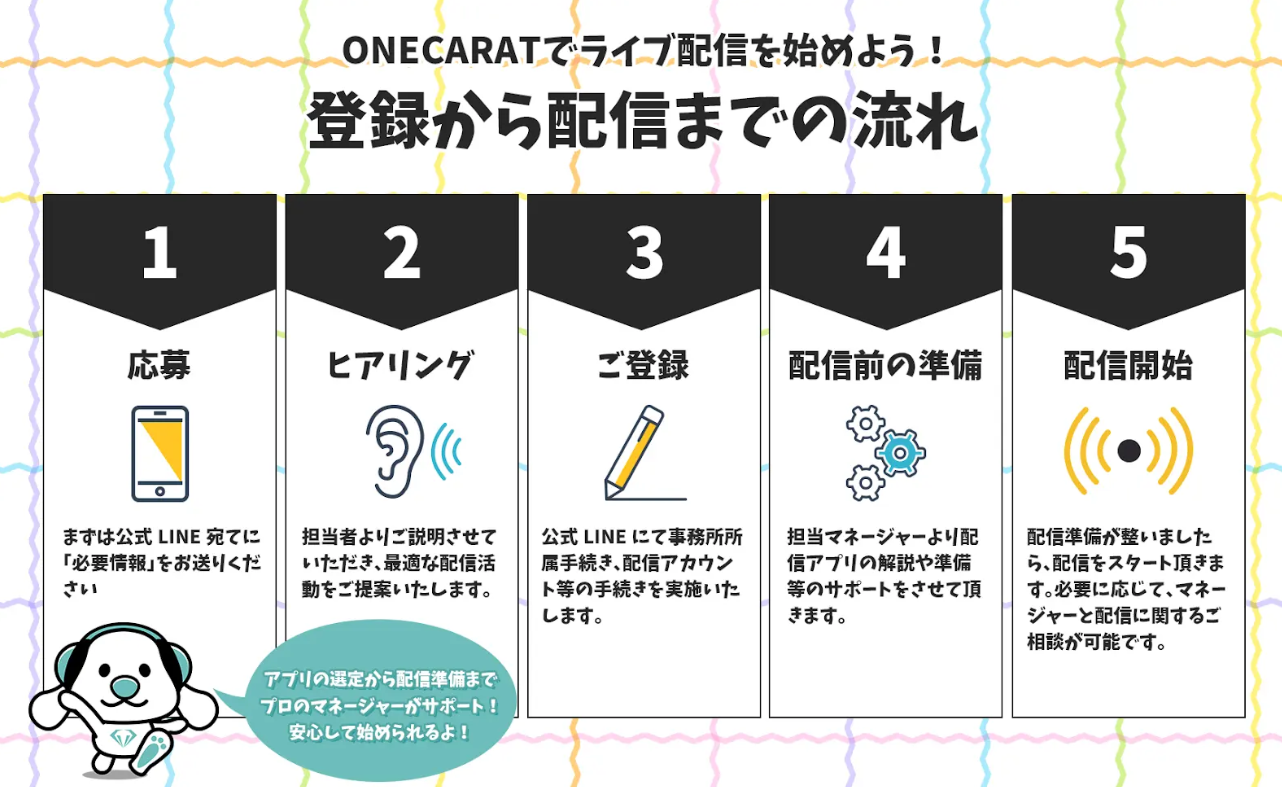 ONECARATでライブ配信を始めよう！
登録から配信までの流れ
1
応募
まずは公式 LINE 宛てに
「必要情報」をお送りくだ
さい
2
ヒアリング
担当者よりご説明させて
いただき、最適な配信活
動をご提案いたします。
3
ご登録
公式 LINE にて事務所所
属手続き、配信アカウン
ト等の手続きを実施いた
します。
4
配信前の準備
担当マネージャーより配
信アプリの解説や準備
等のサポートをさせて頂
きます。
5
配信開始
配信準備が整いました
ら、配信をスタート頂きま
す。必要に応じて、マネー
ジャーと配信に関するご
相談が可能です。
アプリの選定から配信準備まで
プロのマネージャーがサポート！
安心して始められるよ！